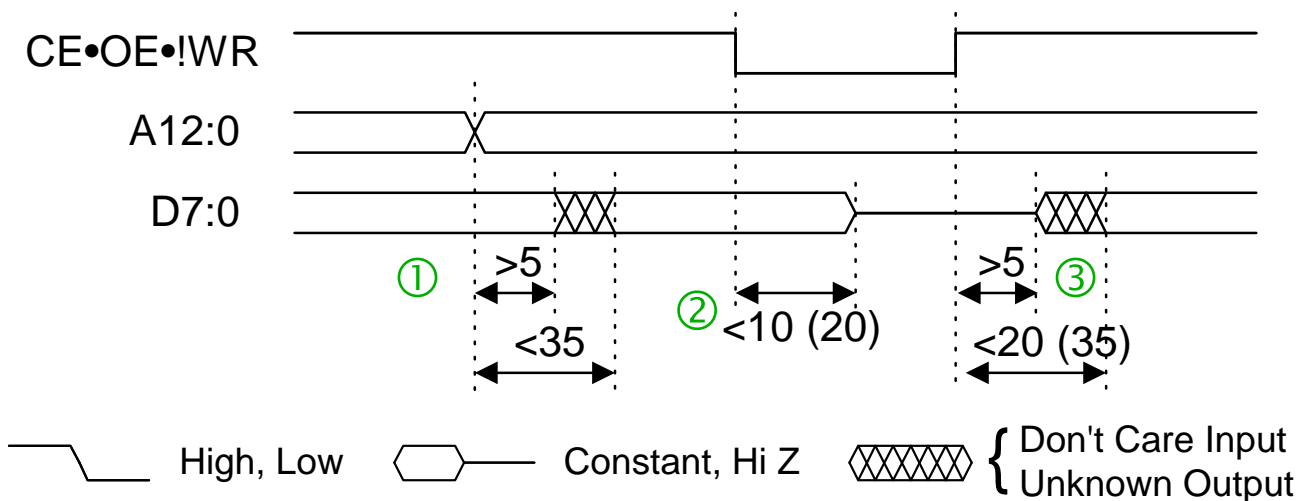 CE•OE•!WR
A12:0
D7:0
① >5 <35
② <10 (20)
>5 ③
<20 (35)
High, Low
Constant, Hi Z
{ Don't Care Input
Unknown Output